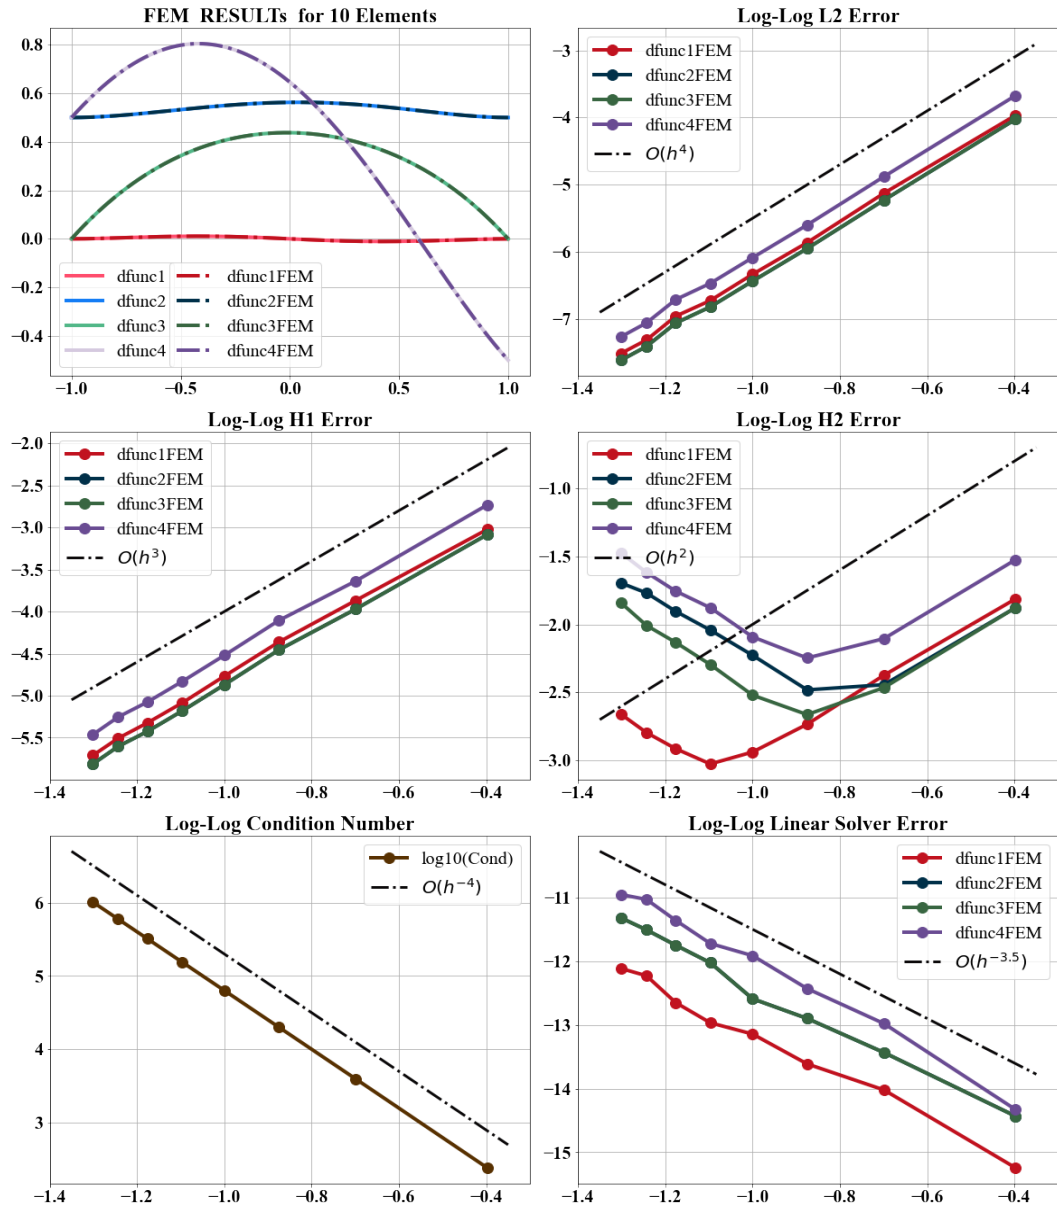 FEM RESULTs for 10 Elements
0.8
0.6
0.4
0.2
0.0
−0.4
dfunc1
dfunc2
dfunc3
dfunc4
dfunc1FEM
dfunc2FEM
dfunc3FEM
dfunc4FEM
−1.0
−0.5
0.0
0.5
1.0
Log-Log L2 Error
−3
−4
−5
−6
−7
dfunc1FEM
dfunc2FEM
dfunc3FEM
dfunc4FEM
O(h⁴)
−1.4
−1.2
−1.0
−0.8
−0.6
−0.4
Log-Log H1 Error
−2.0
−2.5
−3.0
−3.5
−4.0
−4.5
−5.0
−5.5
dfunc1FEM
dfunc2FEM
dfunc3FEM
dfunc4FEM
O(h³)
−1.4
−1.2
−1.0
−0.8
−0.6
−0.4
Log-Log H2 Error
−1.0
−1.5
−2.0
−2.5
−3.0
dfunc1FEM
dfunc2FEM
dfunc3FEM
dfunc4FEM
O(h²)
−1.4
−1.2
−1.0
−0.8
−0.6
−0.4
Log-Log Condition Number
6
5
4
3
log10(Cond)
O(h⁻⁴)
−1.4
−1.2
−1.0
−0.8
−0.6
−0.4
Log-Log Linear Solver Error
−11
−12
−13
−14
−15
dfunc1FEM
dfunc2FEM
dfunc3FEM
dfunc4FEM
O(h⁻³·⁵)
−1.4
−1.2
−1.0
−0.8
−0.6
−0.4